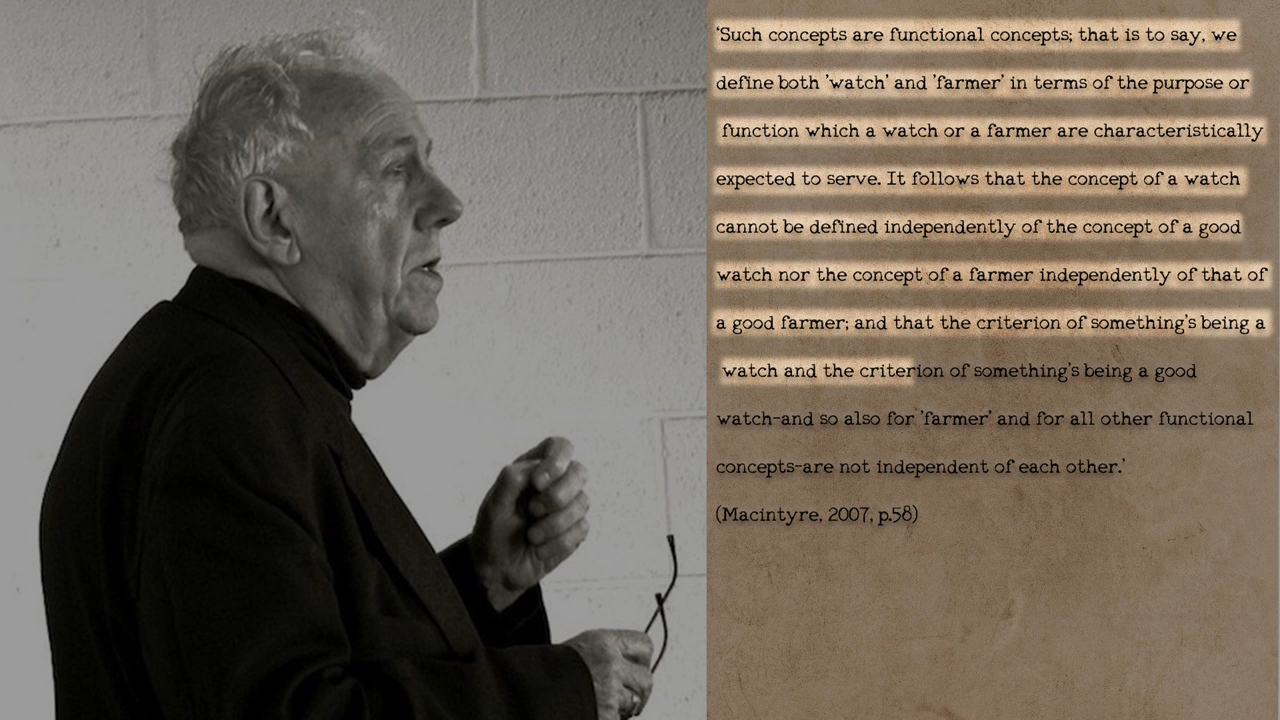 ‘Such concepts are functional concepts; that is to say, we
define both 'watch' and 'farmer' in terms of the purpose or
function which a watch or a farmer are characteristically
expected to serve. It follows that the concept of a watch
cannot be defined independently of the concept of a good
watch nor the concept of a farmer independently of that of
a good farmer; and that the criterion of something's being a
watch and the criterion of something's being a good
watch-and so also for 'farmer' and for all other functional
concepts-are not independent of each other.’
(Macintyre, 2007, p.58)